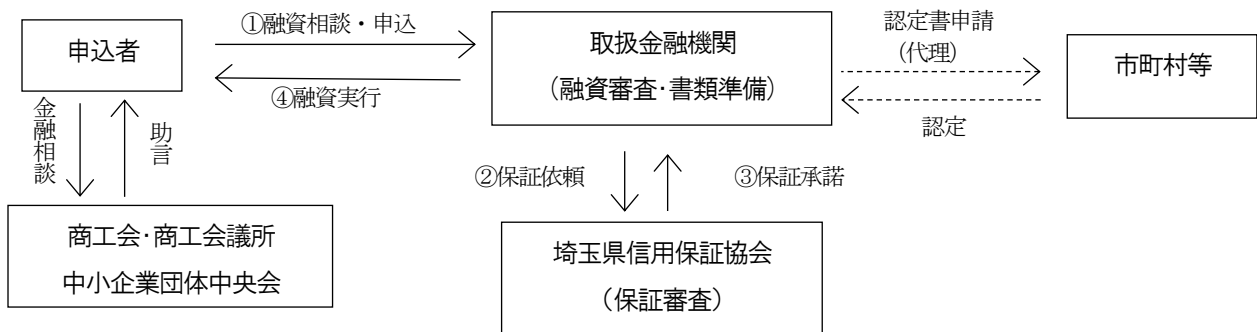 ①融資相談・申込
申込者
取扱金融機関
(融資審査・書類準備)
認定書申請
(代理)
市町村等
④融資実行
認定
金融相談
助言
②保証依頼
③保証承諾
商工会・商工会議所
中小企業団体中央会
埼玉県信用保証協会
(保証審査)